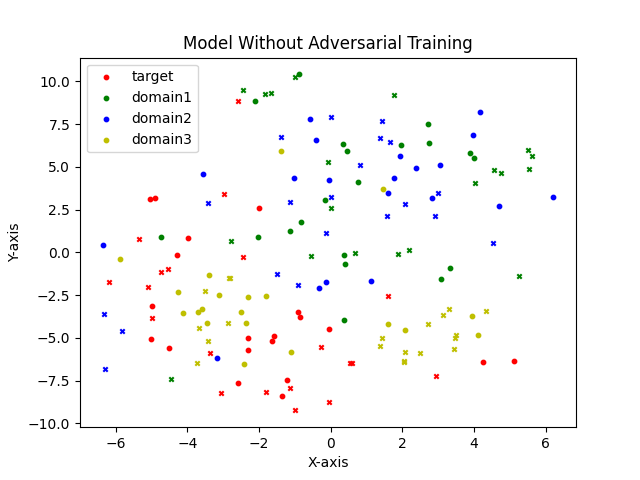 Model Without Adversarial Training
target
domain1
domain2
domain3
10.0
7.5
5.0
2.5
0.0
−2.5
−5.0
−7.5
−10.0
Y-axis
−6 −4 −2 0 2 4 6
X-axis